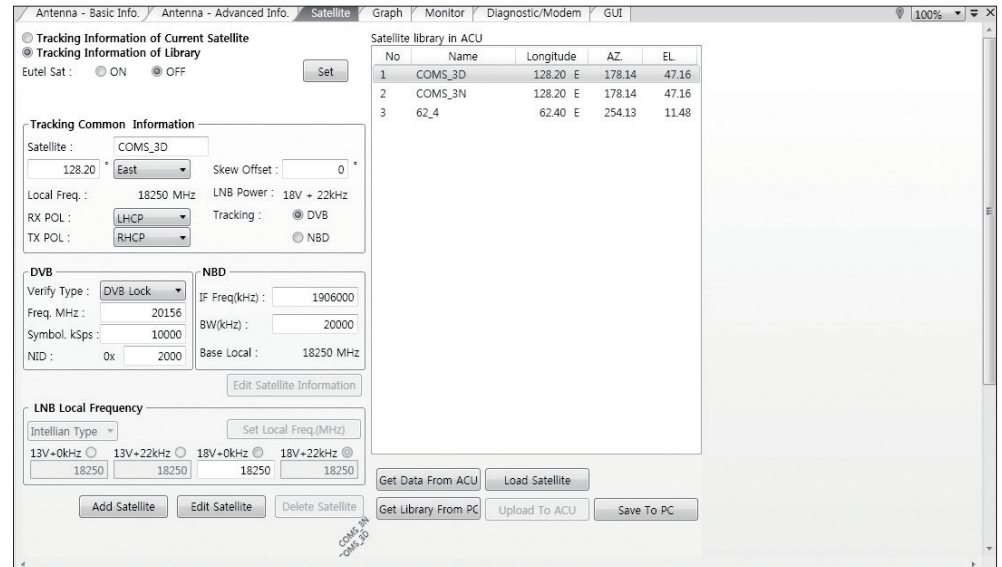 Antenna - Basic Info. Antenna - Advanced Info. Satellite Graph Monitor Diagnostic/Modem GUI 100%
Tracking Information of Current Satellite
Tracking Information of Library
Eutel Sat : ON OFF Set
Tracking Common Information
Satellite : COMS_3D
128.20 ° East Skew Offset : 0 °
Local Freq. : 18250 MHz LNB Power : 18V + 22kHz
RX POL : LHCP Tracking : DVB
TX POL : RHCP NBD
DVB
Verify Type : DVB Lock
Freq. MHz : 20156
Symbol. kSps : 10000
NID : 0x 2000
NBD
IF Freq(kHz) : 1906000
BW(kHz) : 20000
Base Local : 18250 MHz
Edit Satellite Information
LNB Local Frequency
Intellian Type Set Local Freq.(MHz)
13V+0kHz 13V+22kHz 18V+0kHz 18V+22kHz
18250 18250 18250 18250
Add Satellite Edit Satellite Delete Satellite
Satellite library in ACU
No Name Longitude AZ. EL.
1 COMS_3D 128.20 E 178.14 47.16
2 COMS_3N 128.20 E 178.14 47.16
3 62_4 62.40 E 254.13 11.48
Get Data From ACU Load Satellite
Get Library From PC Upload To ACU Save To PC
COMS_3N
COMS_3D